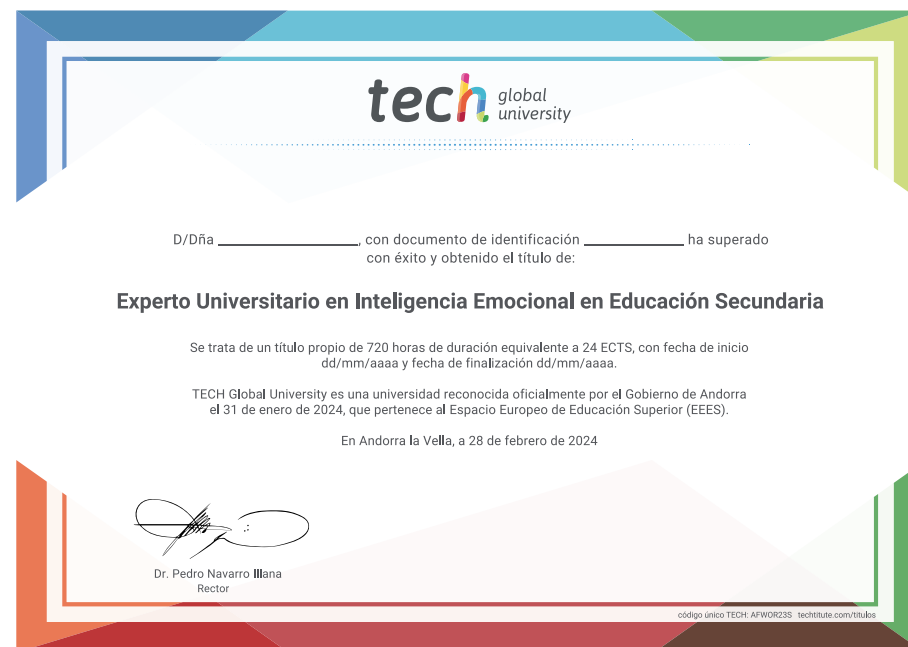 tech global university
D/Dña ____________________, con documento de identificación ______________ ha superado
con éxito y obtenido el título de:
Experto Universitario en Inteligencia Emocional en Educación Secundaria
Se trata de un título propio de 720 horas de duración equivalente a 24 ECTS, con fecha de inicio
dd/mm/aaaa y fecha de finalización dd/mm/aaaa.
TECH Global University es una universidad reconocida oficialmente por el Gobierno de Andorra
el 31 de enero de 2024, que pertenece al Espacio Europeo de Educación Superior (EEES).
En Andorra la Vella, a 28 de febrero de 2024
Dr. Pedro Navarro Illana
Rector
código único TECH: AFWOR23S techtitute.com/titulos